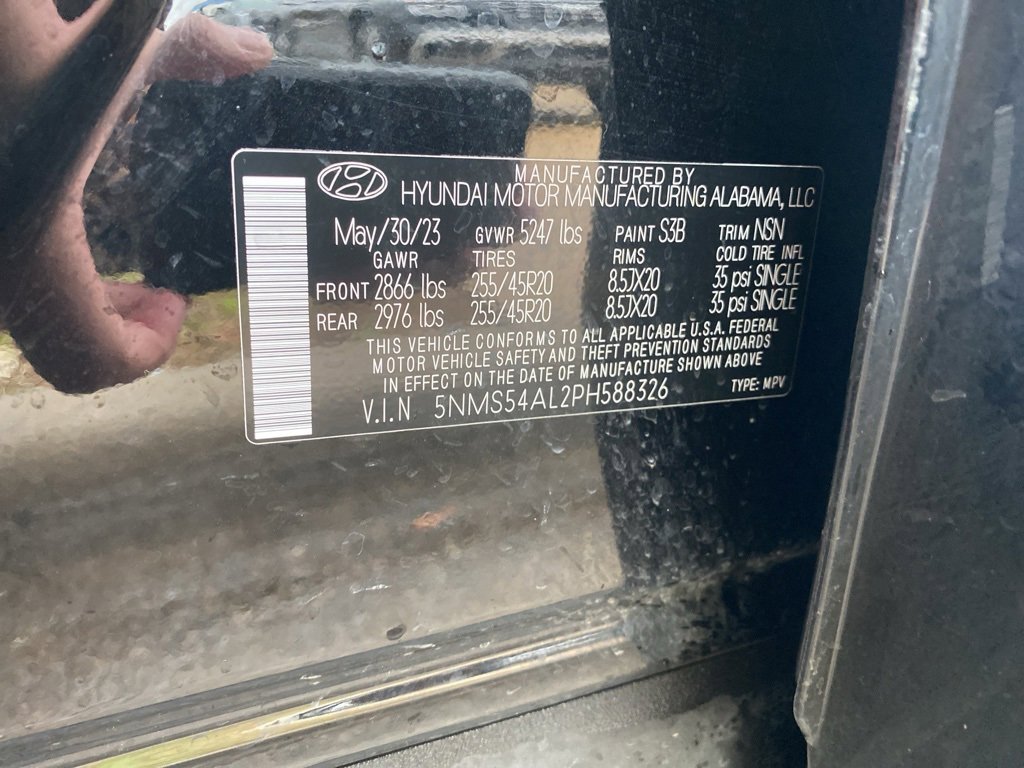 MANUFACTURED BY
HYUNDAI MOTOR MANUFACTURING ALABAMA, LLC
May/30/23 GVWR 5247 lbs PAINT S3B TRIM NSN
GAWR TIRES RIMS COLD TIRE INFL
FRONT 2866 lbs 255/45R20 8.5JX20 35 psi SINGLE
REAR 2976 lbs 255/45R20 8.5JX20 35 psi SINGLE
THIS VEHICLE CONFORMS TO ALL APPLICABLE U.S.A. FEDERAL
MOTOR VEHICLE SAFETY AND THEFT PREVENTION STANDARDS
IN EFFECT ON THE DATE OF MANUFACTURE SHOWN ABOVE
V.I.N 5NMS54AL2PH588326 TYPE: MPV